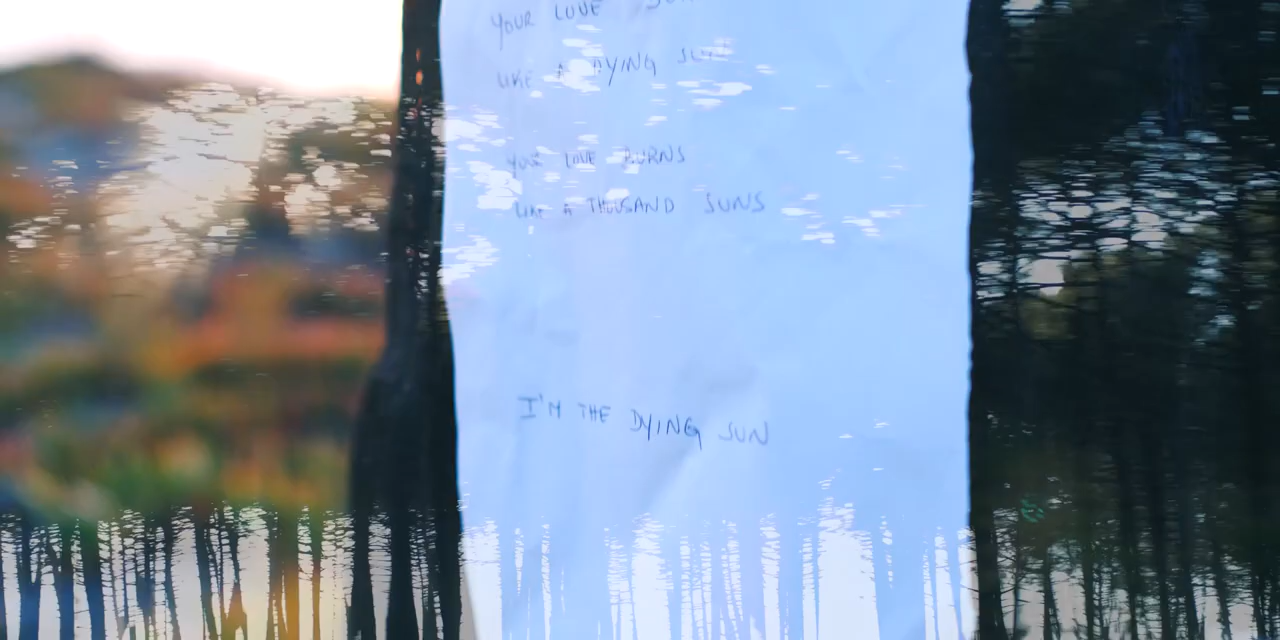 YOUR LOVE
LIKE A DYING SUN
YOUR LOVE BURNS
LIKE A THOUSAND SUNS
I'M THE DYING SUN